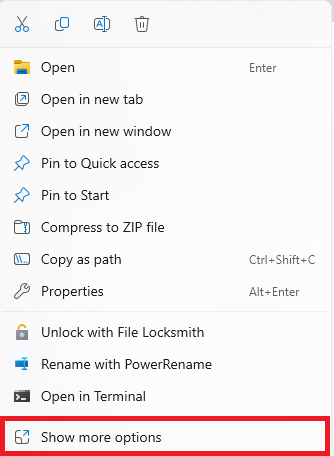 Open Enter
Open in new tab
Open in new window
Pin to Quick access
Pin to Start
Compress to ZIP file
Copy as path Ctrl+Shift+C
Properties Alt+Enter
Unlock with File Locksmith
Rename with PowerRename
Open in Terminal
Show more options